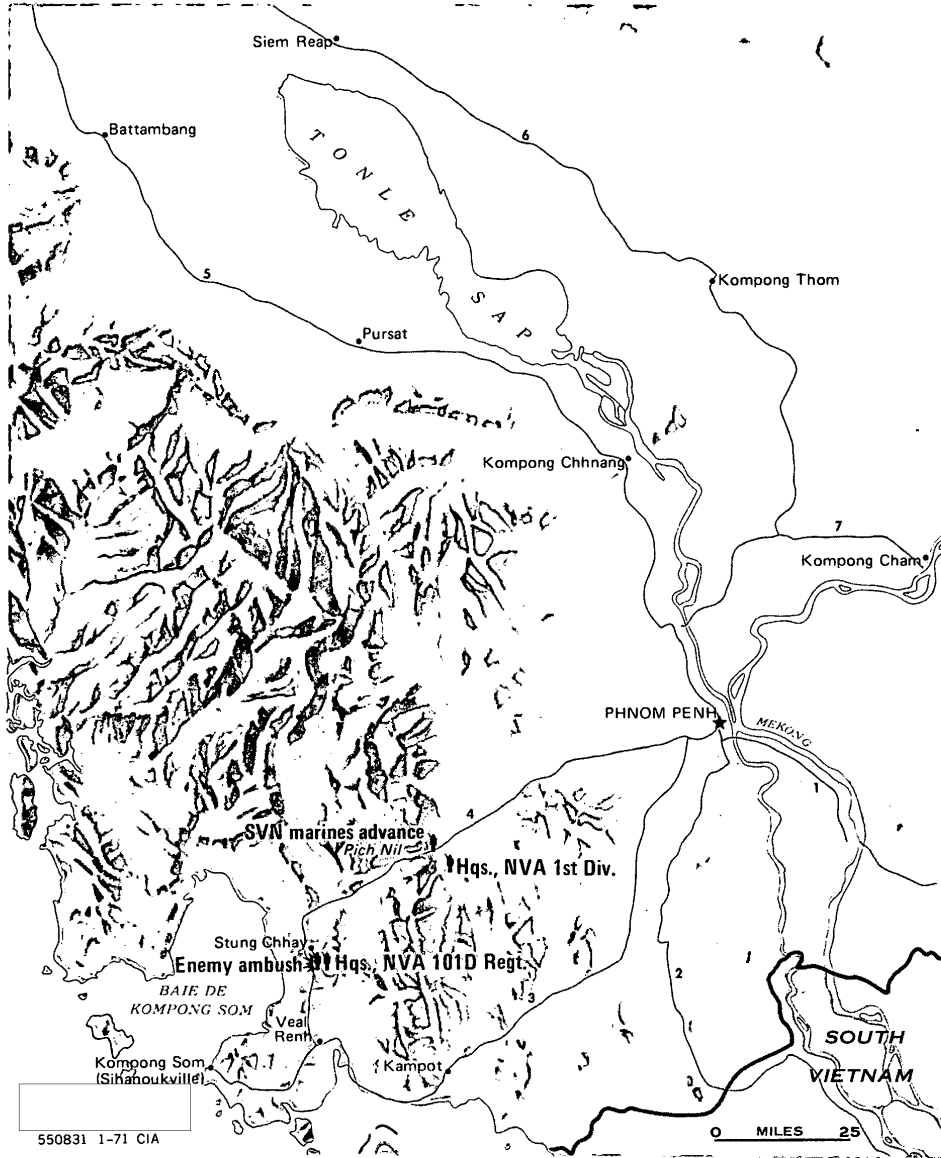 Siem Reap
Battambang
6
TONLE SAP
5
Kompong Thom
Pursat
Kompong Chhnang
7
Kompong Cham
PHNOM PENH
MEKONG
1
4
SVN marines advance
Pich Nil
Hqs., NVA 1st Div.
Stung Chhay
Enemy ambush
Hqs., NVA 101D Regt.
BAIE DE
KOMPONG SOM
2
3
Veal
Renh
SOUTH
VIETNAM
Kompong Som
(Sihanoukville)
Kampot
0 MILES 25
550831 1-71 CIA